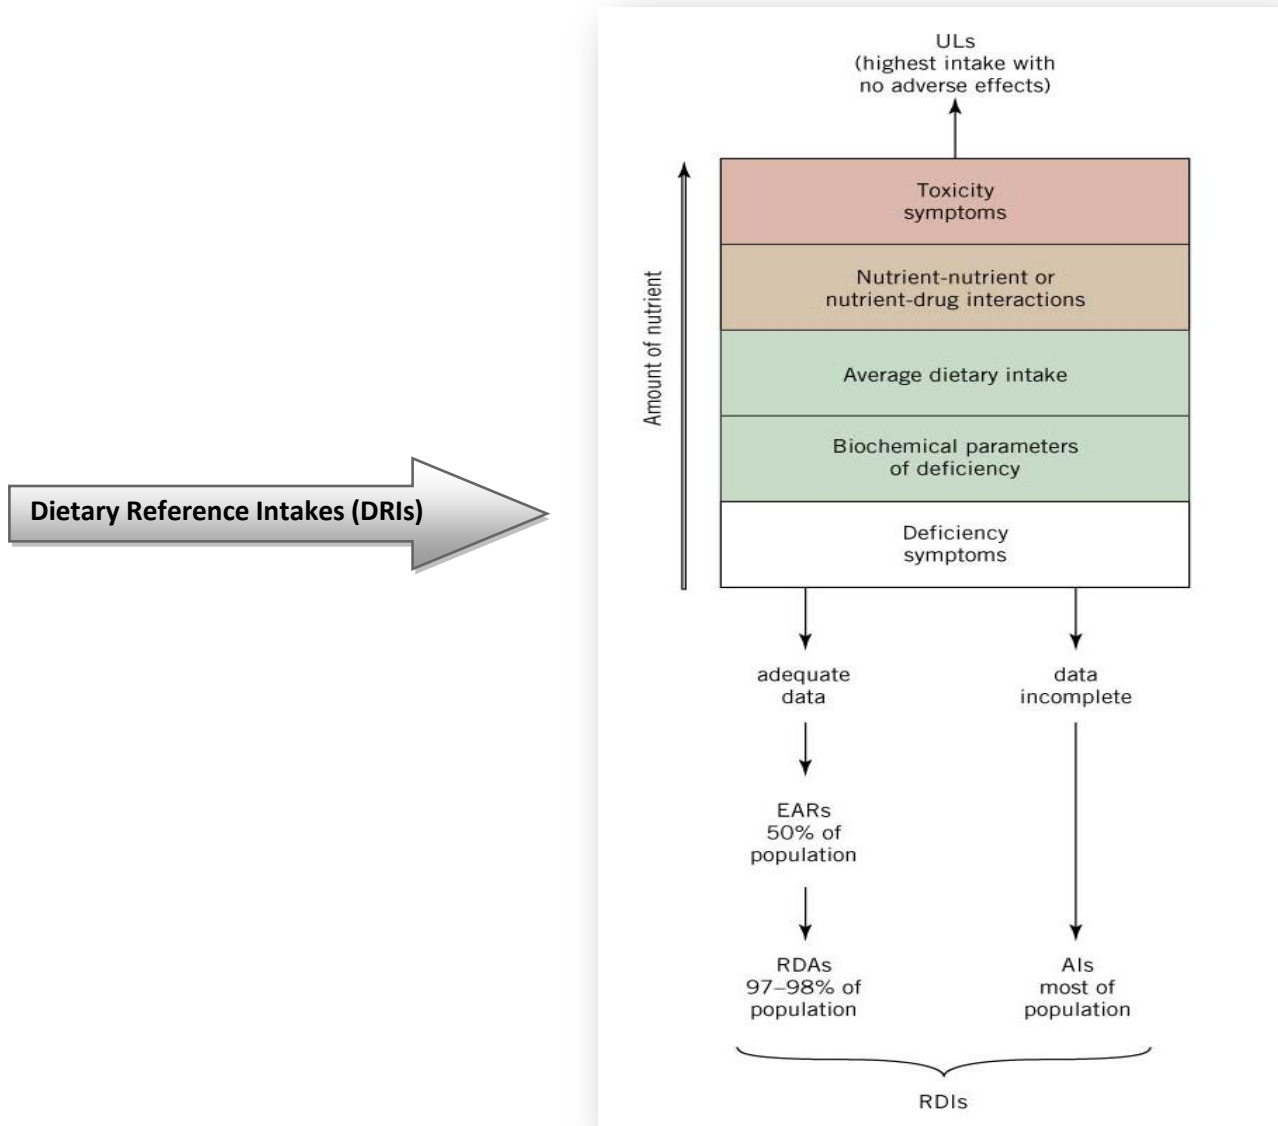 ULs
(highest intake with
no adverse effects)
Amount of nutrient
Toxicity
symptoms
Nutrient-nutrient or
nutrient-drug interactions
Average dietary intake
Biochemical parameters
of deficiency
Dietary Reference Intakes (DRIs)
Deficiency
symptoms
adequate
data
data
incomplete
EARs
50% of
population
RDAs
97–98% of
population
AIs
most of
population
RDIs